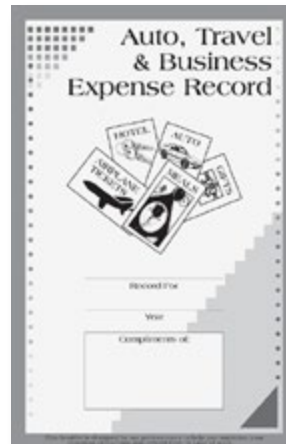 Auto, Travel
& Business
Expense Record
HOTEL
AUTO
AIRPLANE
TICKETS
MEALS
GIFTS
Record For
Year
Compliments of: